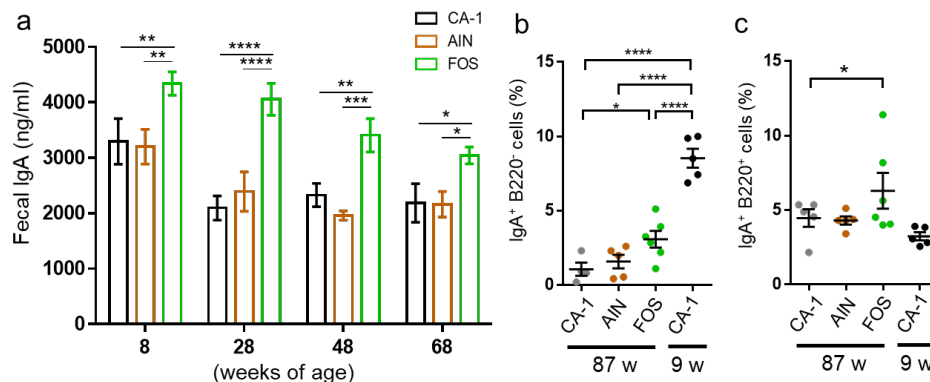 a
Fecal IgA (ng/ml)
5000
4000
3000
2000
1000
0
** **** ** *
** **** *** *
CA-1
AIN
FOS
8 28 48 68
(weeks of age)
b
IgA⁺ B220⁻ cells (%)
15
10
5
0
****
****
* ****
CA-1 AIN FOS CA-1
87 w 9 w
c
IgA⁺ B220⁺ cells (%)
15
10
5
0
*
CA-1 AIN FOS CA-1
87 w 9 w